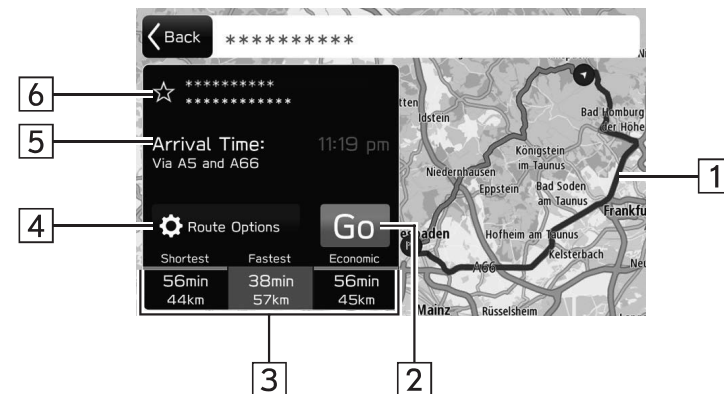 Back
**********
6
**********
************
5
Arrival Time: 11:19 pm
Via A5 and A66
4
Route Options
Go
Shortest Fastest Economic
56min 38min 56min
44km 57km 45km
3
2
1
Idstein
Bad Homburg
der Höhe
Königstein
im Taunus
Niedernhausen
Eppstein
Bad Soden
am Taunus
Frankfu
Hofheim am Taunus
Kelsterbach
A66
Mainz
Rüsselsheim